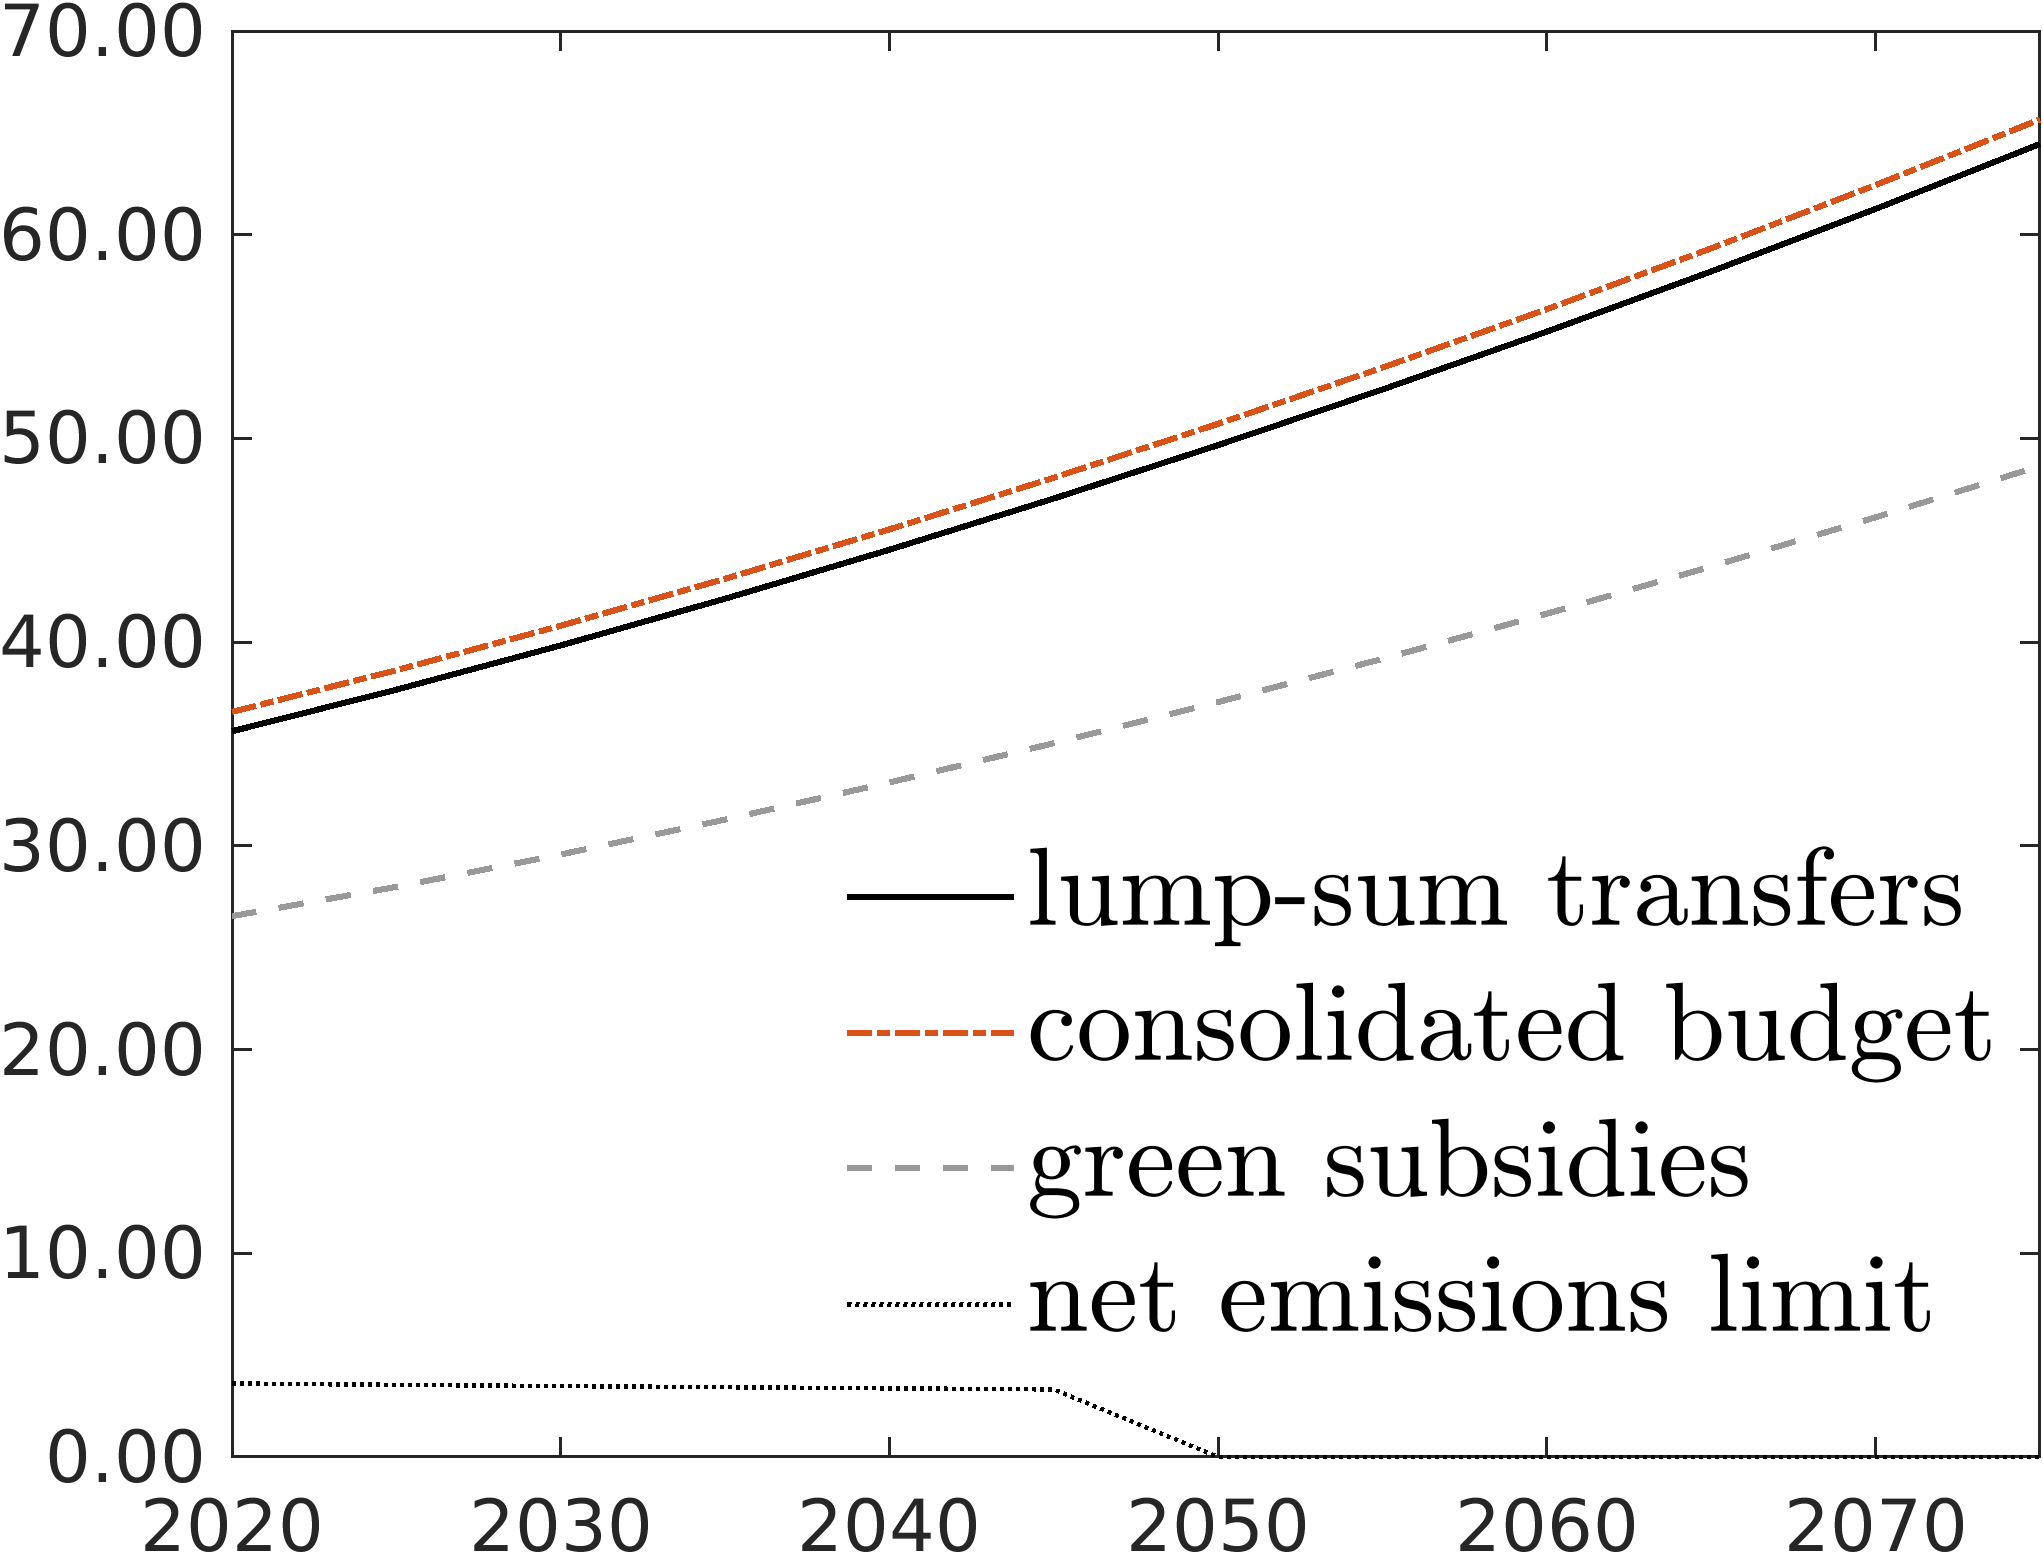 70.00
60.00
50.00
40.00
30.00
20.00
10.00
0.00
lump-sum transfers
consolidated budget
green subsidies
net emissions limit
2020 2030 2040 2050 2060 2070